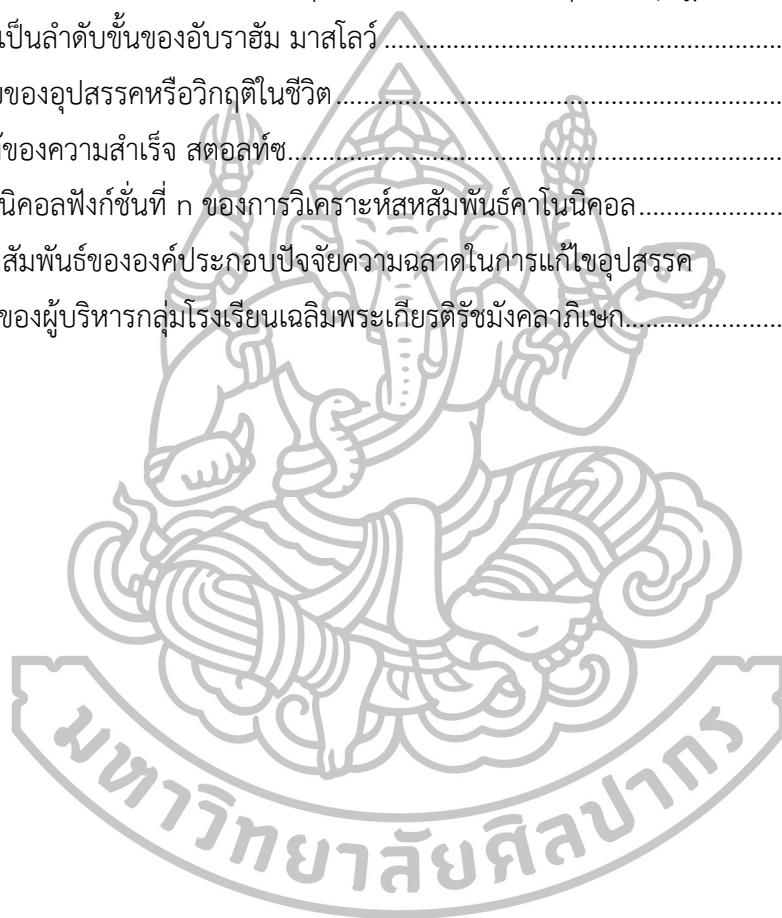 เป็นลำดับขั้นของอับราฮัม มาสโลว์
ของอุปสรรคหรือวิกฤติในชีวิต
ของความสำเร็จ สตอลท์ซ
นิคอลฟังก์ชั่นที่ n ของการวิเคราะห์สหสัมพันธ์คาโนนิคอล
สัมพันธ์ขององค์ประกอบปัจจัยความฉลาดในการแก้ไขอุปสรรค
ของผู้บริหารกลุ่มโรงเรียนเฉลิมพระเกียรติรัชมังคลาภิเษก
มหาวิทยาลัยศิลปากร